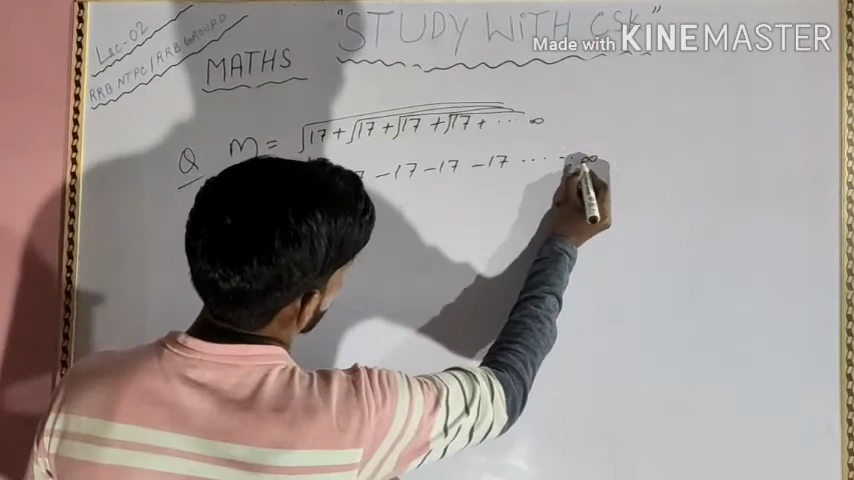 Lec-02
"STUDY WITH CSK"
RRB NTPC/RRB GROUP D
MATHS
Made with KINEMASTER
Q M = √17+√17+√17+√17+ ... ∞
7 -17-17 -17 ...... ∞